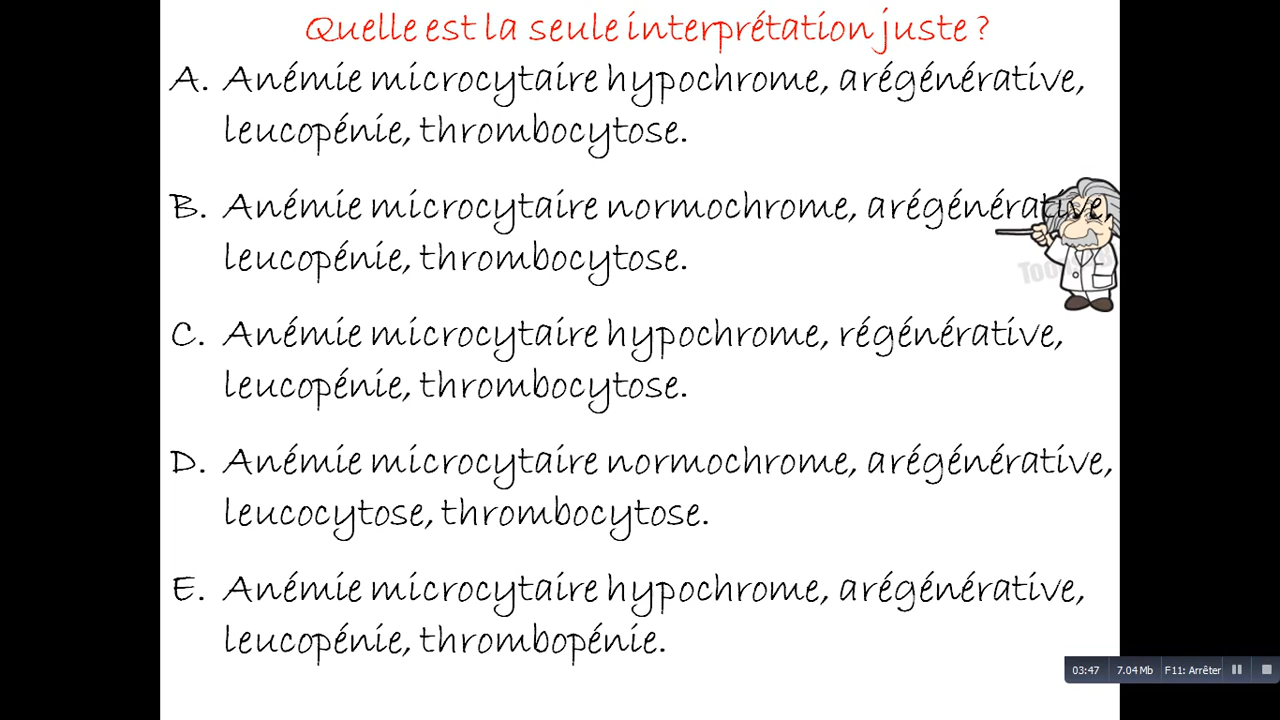 Quelle est la seule interprétation juste ?
A. Anémie microcytaire hypochrome, arégénérative,
leucopénie, thrombocytose.
B. Anémie microcytaire normochrome, arégénérative,
leucopénie, thrombocytose.
C. Anémie microcytaire hypochrome, régénérative,
leucopénie, thrombocytose.
D. Anémie microcytaire normochrome, arégénérative,
leucocytose, thrombocytose.
E. Anémie microcytaire hypochrome, arégénérative,
leucopénie, thrombopénie.
03:47 7.04 Mb F11: Arrêter